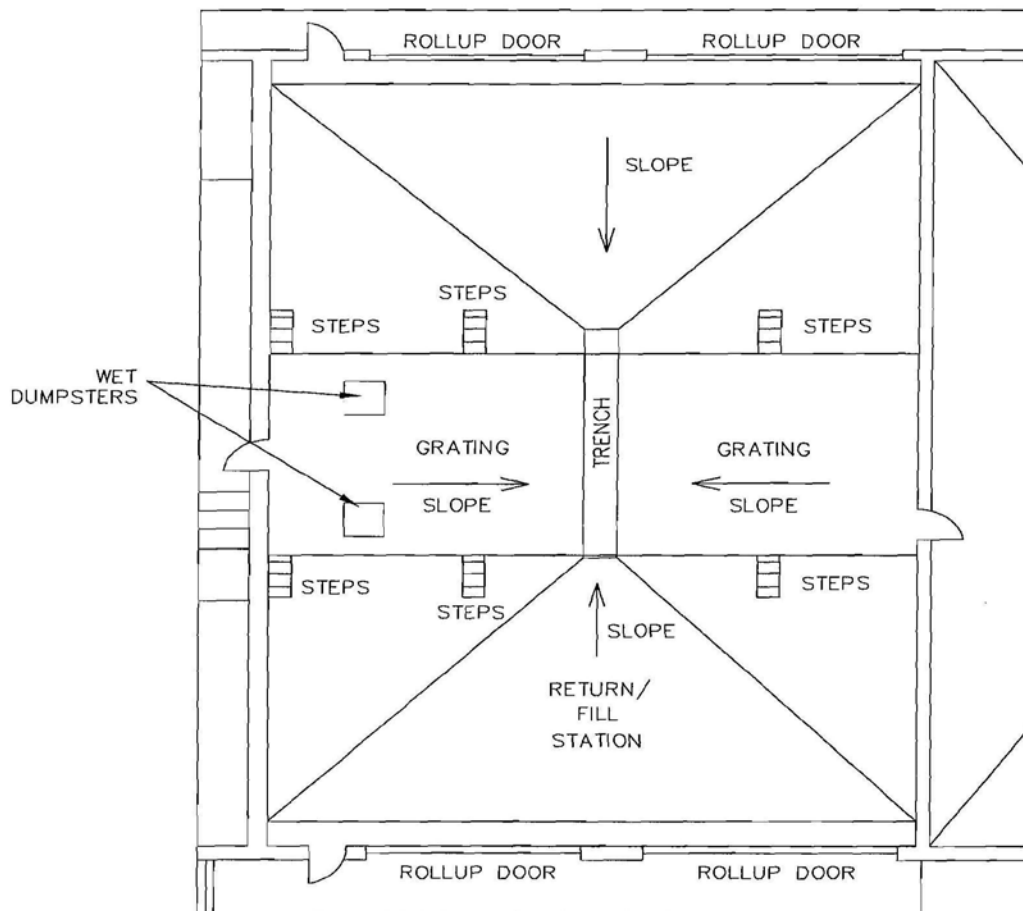 ROLLUP DOOR
ROLLUP DOOR
SLOPE
STEPS
STEPS
STEPS
WET
DUMPSTERS
TRENCH
GRATING
GRATING
SLOPE
SLOPE
STEPS
STEPS
STEPS
SLOPE
RETURN/
FILL
STATION
ROLLUP DOOR
ROLLUP DOOR